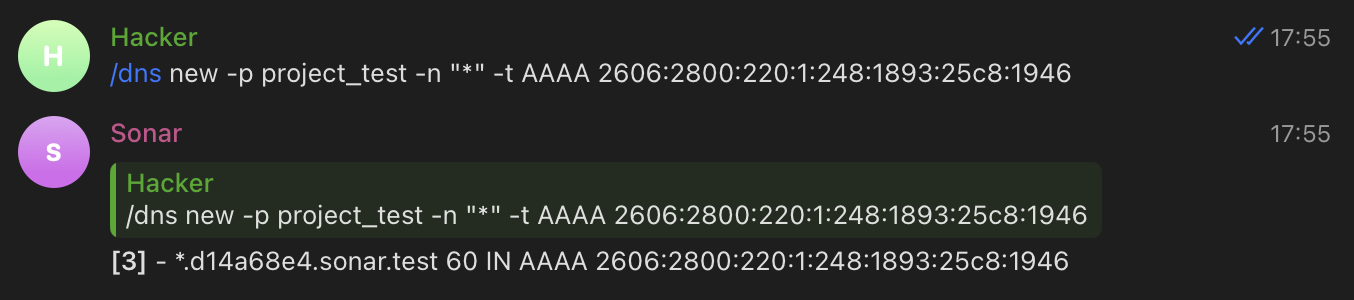 H
Hacker
17:55
/dns new -p project_test -n "*" -t AAAA 2606:2800:220:1:248:1893:25c8:1946
S
Sonar
17:55
Hacker
/dns new -p project_test -n "*" -t AAAA 2606:2800:220:1:248:1893:25c8:1946
[3] - *.d14a68e4.sonar.test 60 IN AAAA 2606:2800:220:1:248:1893:25c8:1946